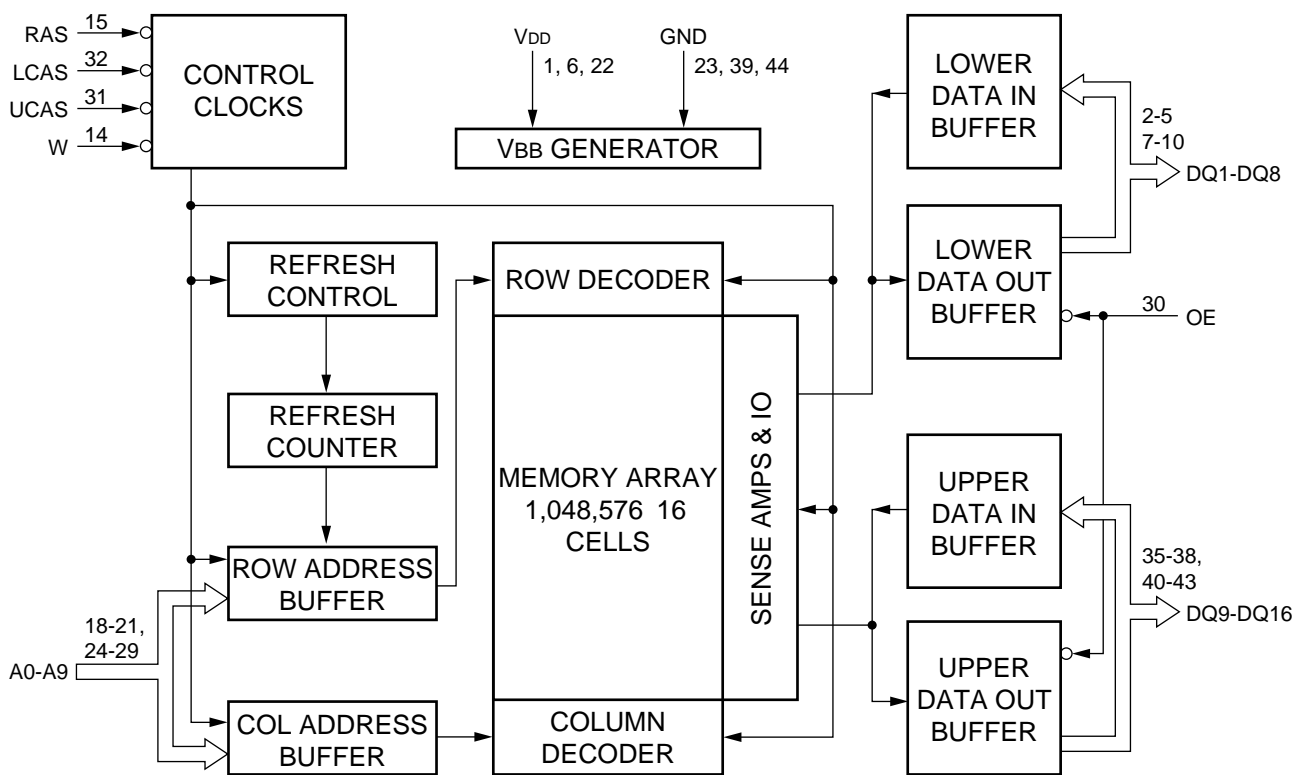 RAS
15
LCAS
32
UCAS
31
W
14
CONTROL
CLOCKS
VDD
1, 6, 22
GND
23, 39, 44
VBB GENERATOR
LOWER
DATA IN
BUFFER
2-5
7-10
DQ1-DQ8
LOWER
DATA OUT
BUFFER
30
OE
REFRESH
CONTROL
REFRESH
COUNTER
ROW ADDRESS
BUFFER
18-21,
24-29
A0-A9
COL ADDRESS
BUFFER
ROW DECODER
MEMORY ARRAY
1,048,576 16
CELLS
SENSE AMPS & IO
COLUMN
DECODER
UPPER
DATA IN
BUFFER
35-38,
40-43
DQ9-DQ16
UPPER
DATA OUT
BUFFER